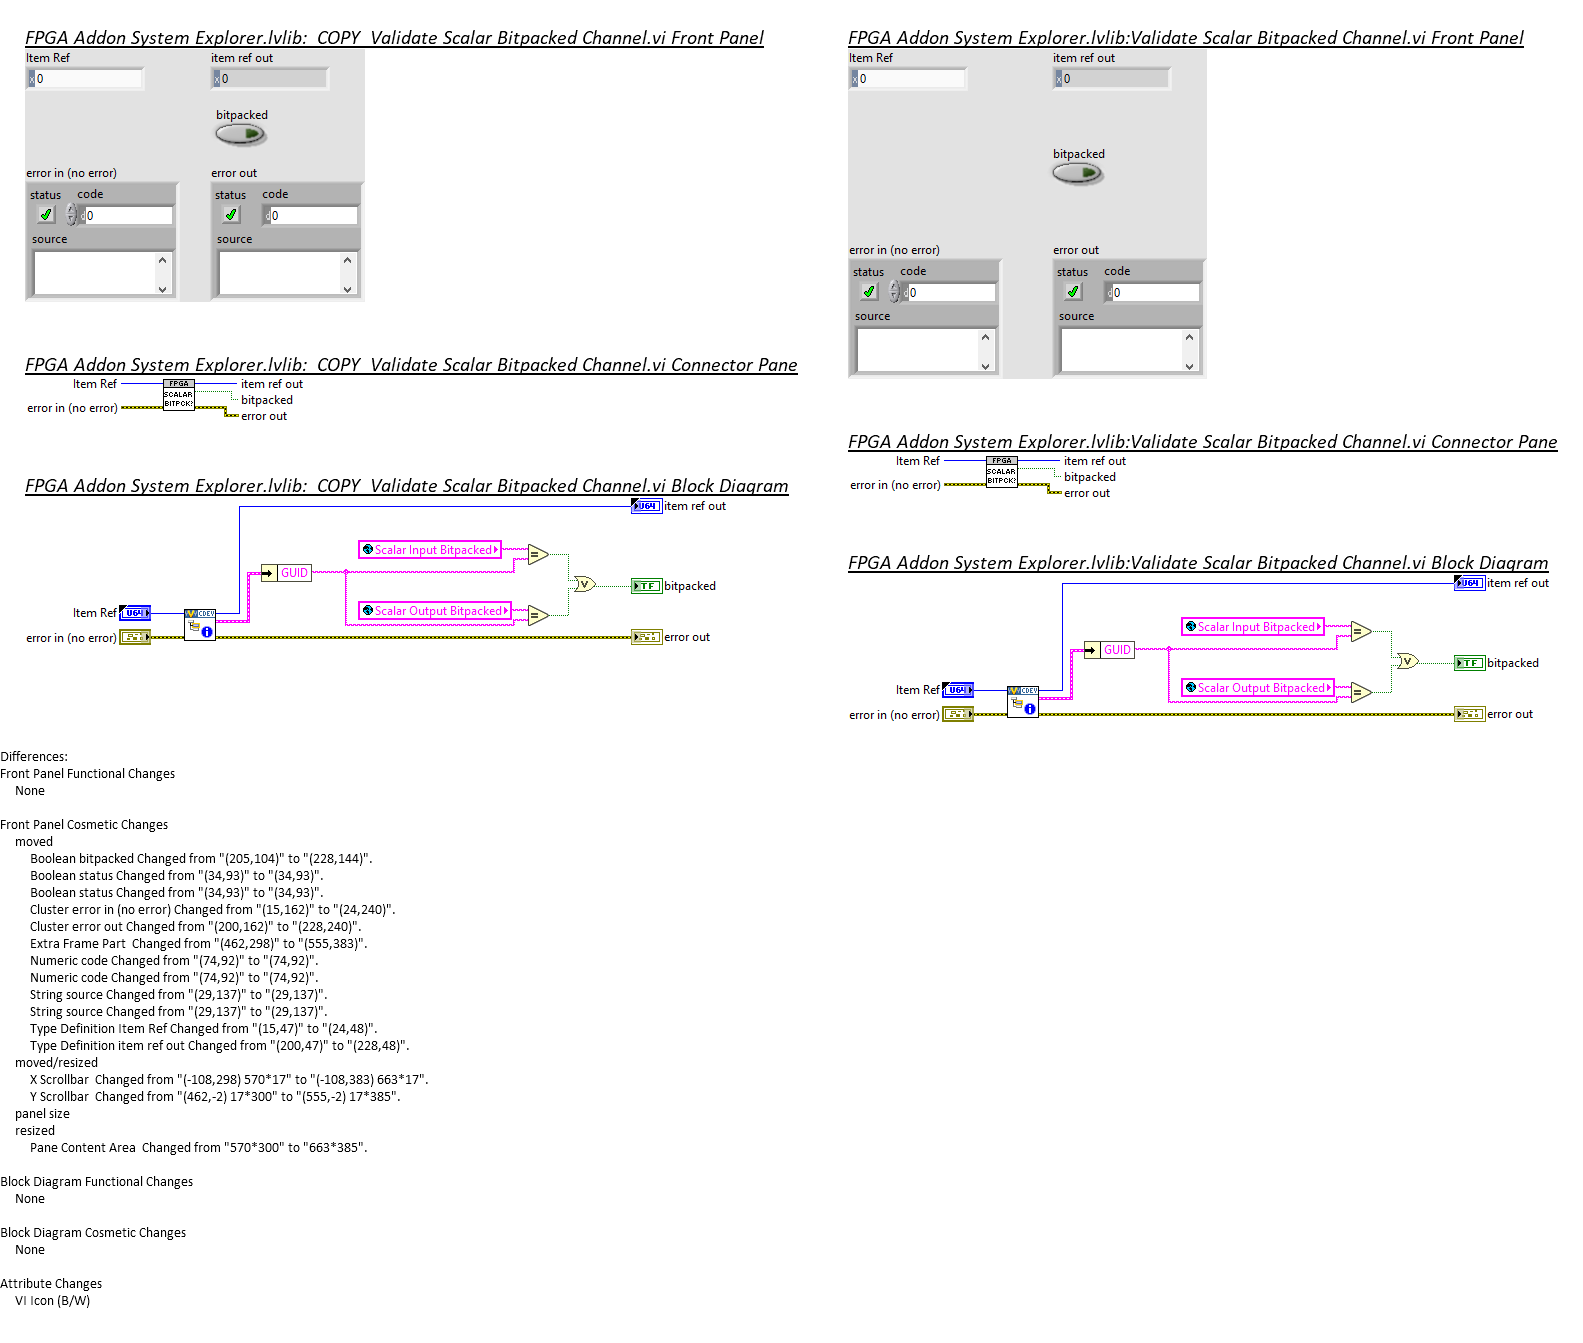 FPGA Addon System Explorer.lvlib:  COPY  Validate Scalar Bitpacked Channel.vi Front Panel
Item Ref
item ref out
x 0
x 0
bitpacked
error in (no error)
error out
status code
status code
d 0
d 0
source
source
FPGA Addon System Explorer.lvlib:  COPY  Validate Scalar Bitpacked Channel.vi Connector Pane
Item Ref
FPGA
SCALAR
BITPCK?
item ref out
bitpacked
error in (no error)
error out
FPGA Addon System Explorer.lvlib:  COPY  Validate Scalar Bitpacked Channel.vi Block Diagram
U64 item ref out
Scalar Input Bitpacked
=
GUID
V
TF bitpacked
Scalar Output Bitpacked
=
Item Ref U64
CDEV
error in (no error)
error out
FPGA Addon System Explorer.lvlib:Validate Scalar Bitpacked Channel.vi Front Panel
Item Ref
item ref out
x 0
x 0
bitpacked
error in (no error)
error out
status code
status code
d 0
d 0
source
source
FPGA Addon System Explorer.lvlib:Validate Scalar Bitpacked Channel.vi Connector Pane
Item Ref
FPGA
SCALAR
BITPCK?
item ref out
bitpacked
error in (no error)
error out
FPGA Addon System Explorer.lvlib:Validate Scalar Bitpacked Channel.vi Block Diagram
U64 item ref out
Scalar Input Bitpacked
=
GUID
V
TF bitpacked
Scalar Output Bitpacked
=
Item Ref U64
CDEV
error in (no error)
error out
Differences:
Front Panel Functional Changes
None
Front Panel Cosmetic Changes
moved
Boolean bitpacked Changed from "(205,104)" to "(228,144)".
Boolean status Changed from "(34,93)" to "(34,93)".
Boolean status Changed from "(34,93)" to "(34,93)".
Cluster error in (no error) Changed from "(15,162)" to "(24,240)".
Cluster error out Changed from "(200,162)" to "(228,240)".
Extra Frame Part  Changed from "(462,298)" to "(555,383)".
Numeric code Changed from "(74,92)" to "(74,92)".
Numeric code Changed from "(74,92)" to "(74,92)".
String source Changed from "(29,137)" to "(29,137)".
String source Changed from "(29,137)" to "(29,137)".
Type Definition Item Ref Changed from "(15,47)" to "(24,48)".
Type Definition item ref out Changed from "(200,47)" to "(228,48)".
moved/resized
X Scrollbar  Changed from "(-108,298) 570*17" to "(-108,383) 663*17".
Y Scrollbar  Changed from "(462,-2) 17*300" to "(555,-2) 17*385".
panel size
resized
Pane Content Area  Changed from "570*300" to "663*385".
Block Diagram Functional Changes
None
Block Diagram Cosmetic Changes
None
Attribute Changes
VI Icon (B/W)